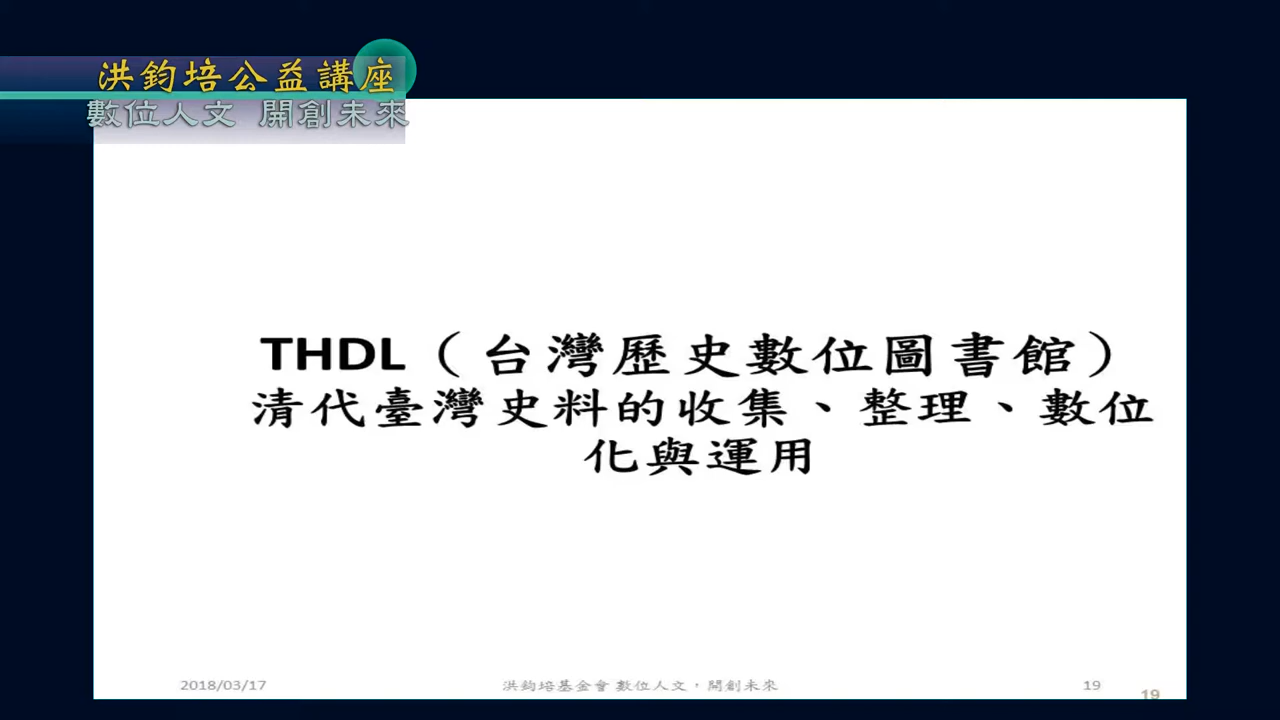 洪鈞培公益講座
數位人文 開創未來
THDL（台灣歷史數位圖書館）
清代臺灣史料的收集、整理、數位
化與運用
2018/03/17
洪鈞培基金會 數位人文，開創未來
19
19